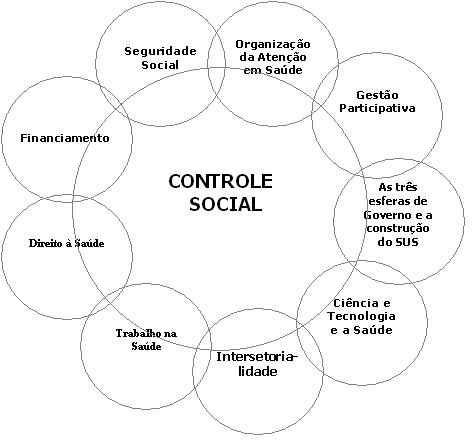 Seguridade
Social
Organização
da Atenção
em Saúde
Gestão
Participativa
Financiamento
CONTROLE
SOCIAL
As três
esferas de
Governo e a
construção
do SUS
Direito à Saúde
Ciência e
Tecnologia
e a Saúde
Trabalho na
Saúde
Intersetoria-
lidade